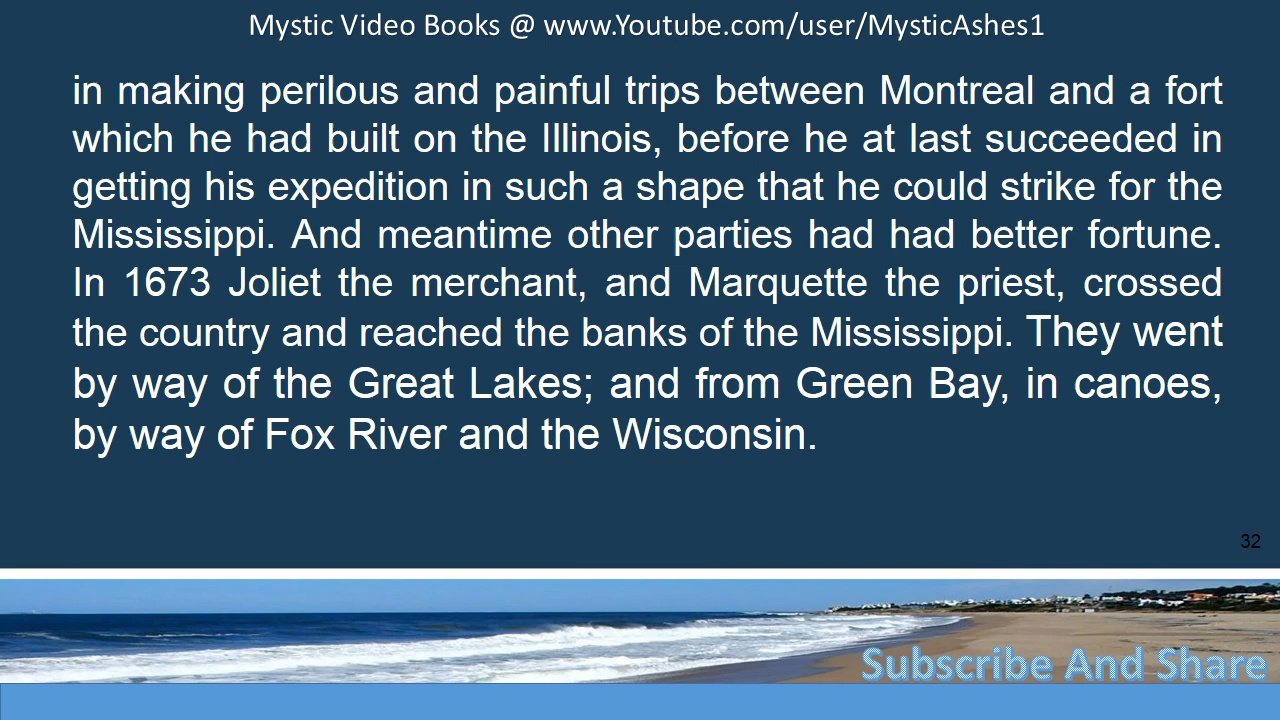 Mystic Video Books @ www.Youtube.com/user/MysticAshes1
in making perilous and painful trips between Montreal and a fort
which he had built on the Illinois, before he at last succeeded in
getting his expedition in such a shape that he could strike for the
Mississippi. And meantime other parties had had better fortune.
In 1673 Joliet the merchant, and Marquette the priest, crossed
the country and reached the banks of the Mississippi. They went
by way of the Great Lakes; and from Green Bay, in canoes,
by way of Fox River and the Wisconsin.
32
Subscribe And Share